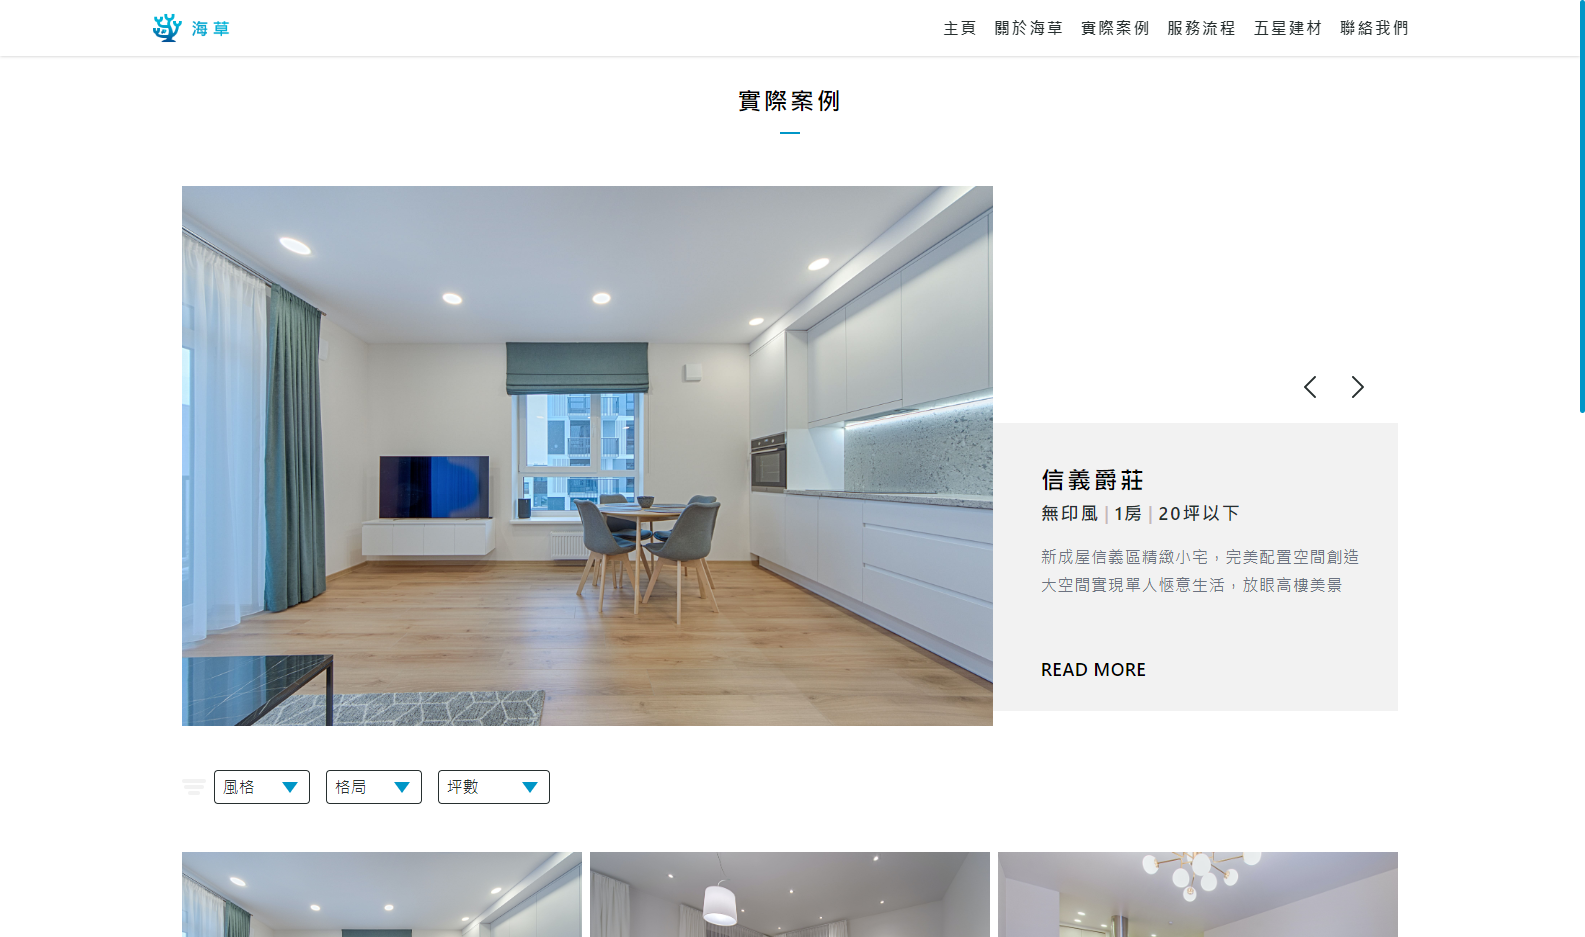 海草
主頁 關於海草 實際案例 服務流程 五星建材 聯絡我們
實際案例
信義爵莊
無印風 | 1房 | 20坪以下
新成屋信義區精緻小宅，完美配置空間創造
大空間實現單人愜意生活，放眼高樓美景
READ MORE
風格 格局 坪數